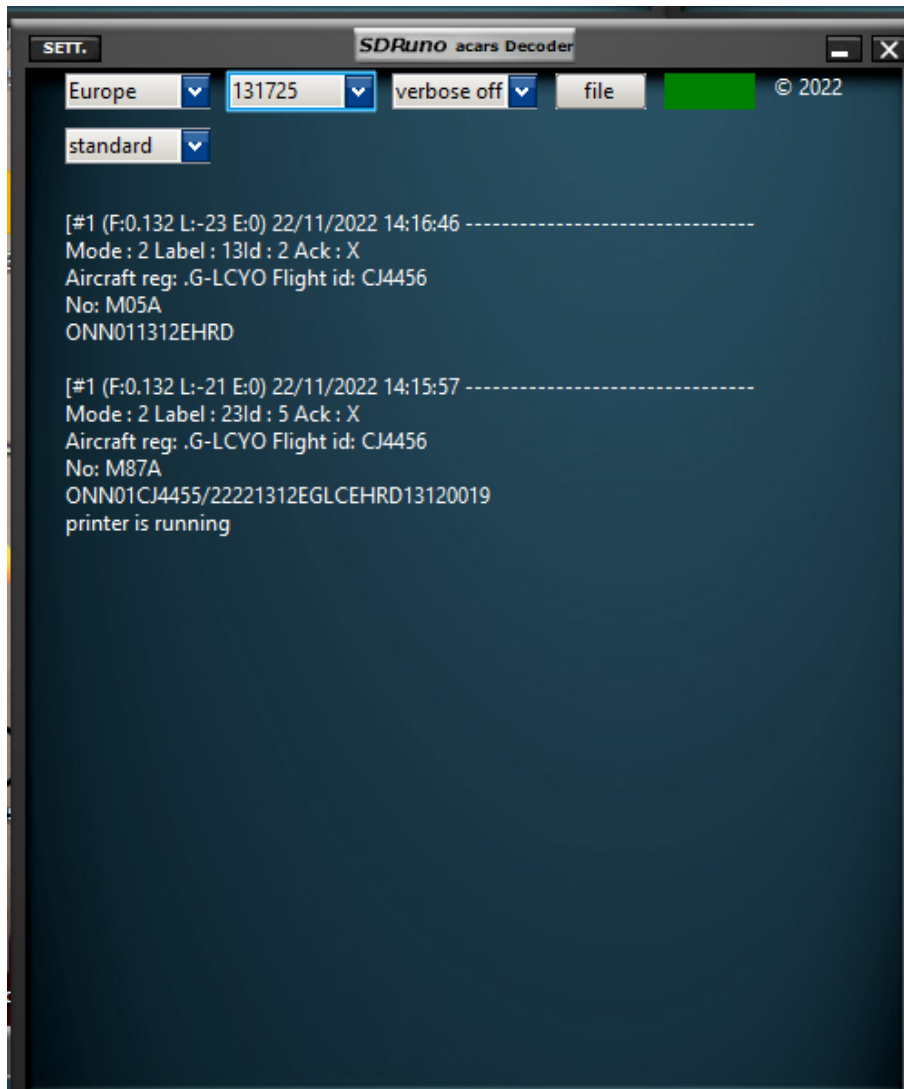 SETT.
SDRuno acars Decoder
Europe 131725 verbose off file © 2022
standard
[#1 (F:0.132 L:-23 E:0) 22/11/2022 14:16:46 --------------------------------
Mode : 2 Label : 13Id : 2 Ack : X
Aircraft reg: .G-LCYO Flight id: CJ4456
No: M05A
ONN011312EHRD
[#1 (F:0.132 L:-21 E:0) 22/11/2022 14:15:57 --------------------------------
Mode : 2 Label : 23Id : 5 Ack : X
Aircraft reg: .G-LCYO Flight id: CJ4456
No: M87A
ONN01CJ4455/22221312EGLCEHRD13120019
printer is running